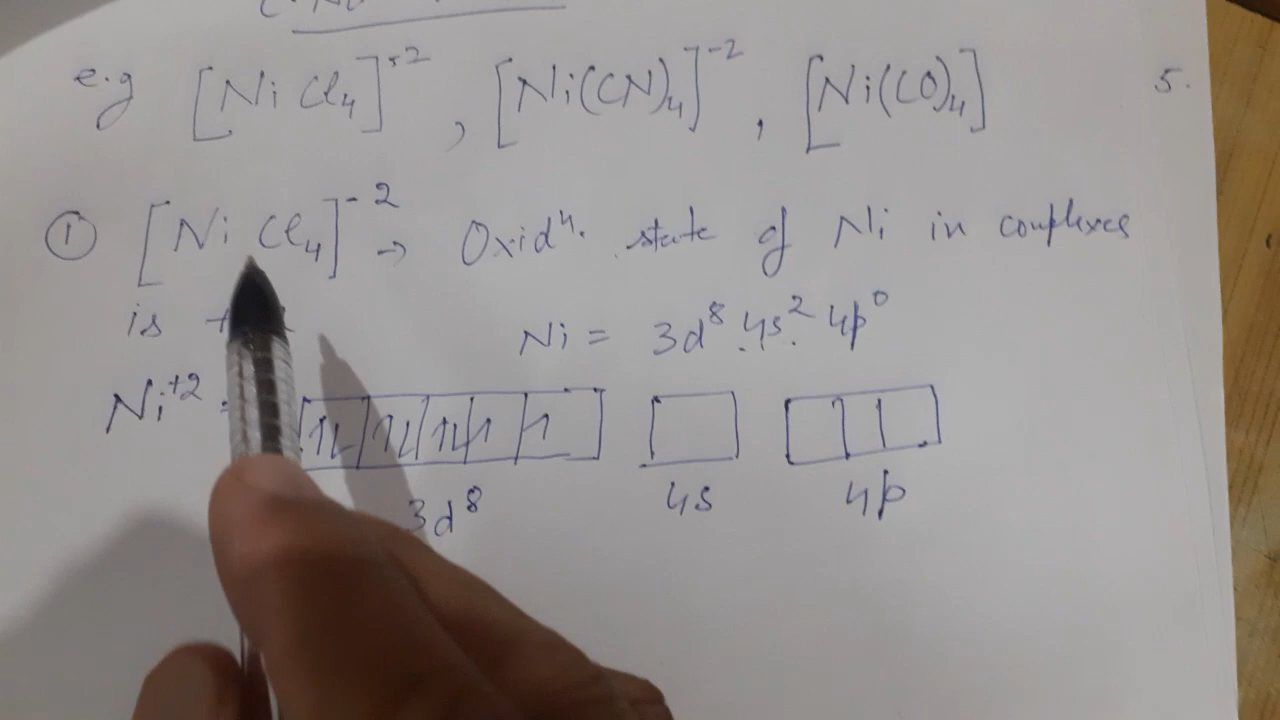 e.g [NiCl4]-2 , [Ni(CN)4]-2 , [Ni(CO)4] 5.
① [NiCl4]-2 → Oxidn. state of Ni in complexes
is Ni = 3d8 4s2 4p0
Ni+2
3d8 4s 4p